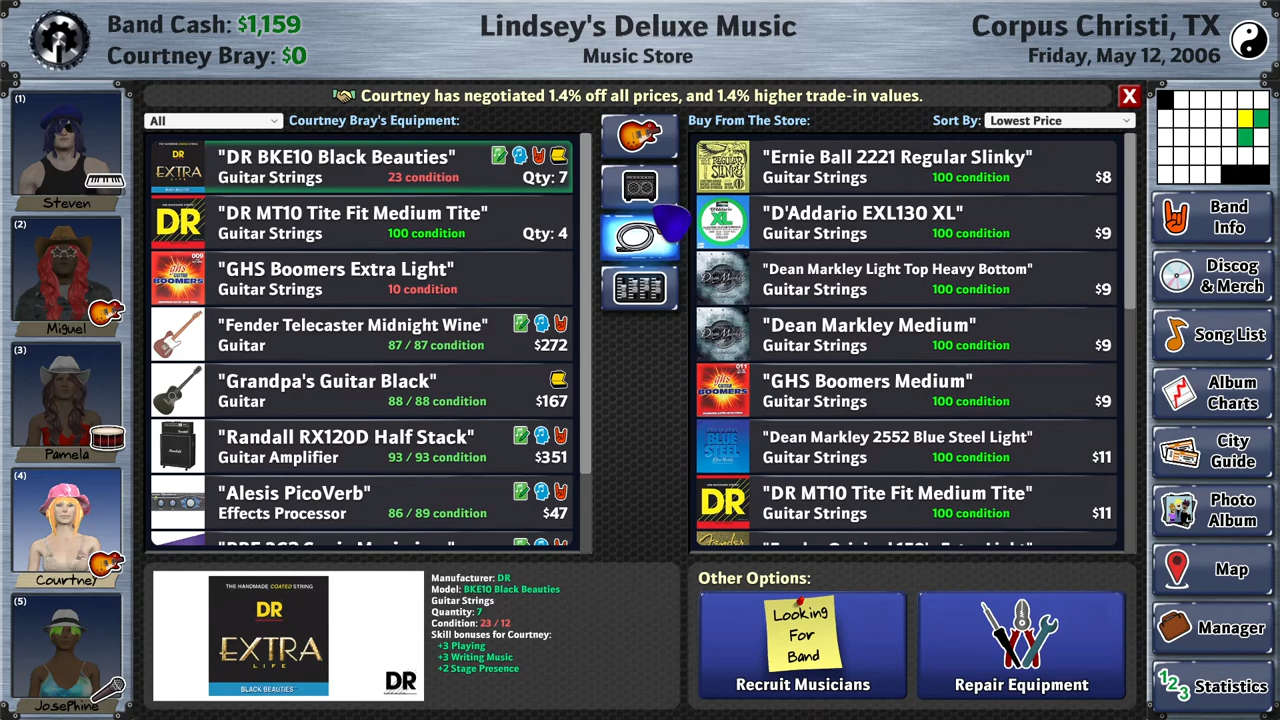 Band Cash: $1,159
Courtney Bray: $0
Lindsey's Deluxe Music
Music Store
Corpus Christi, TX
Friday, May 12, 2006
Courtney has negotiated 1.4% off all prices, and 1.4% higher trade-in values.
X
(1)
Steven
(2)
Miguel
(3)
Pamela
(4)
Courtney
(5)
Josephine
All
Courtney Bray's Equipment:
"DR BKE10 Black Beauties"
Guitar Strings 23 condition Qty: 7
"DR MT10 Tite Fit Medium Tite"
Guitar Strings 100 condition Qty: 4
"GHS Boomers Extra Light"
Guitar Strings 10 condition
"Fender Telecaster Midnight Wine"
Guitar 87 / 87 condition $272
"Grandpa's Guitar Black"
Guitar 88 / 88 condition $167
"Randall RX120D Half Stack"
Guitar Amplifier 93 / 93 condition $351
"Alesis PicoVerb"
Effects Processor 86 / 89 condition $47
Buy From The Store:
Sort By: Lowest Price
"Ernie Ball 2221 Regular Slinky"
Guitar Strings 100 condition $8
"D'Addario EXL130 XL"
Guitar Strings 100 condition $9
"Dean Markley Light Top Heavy Bottom"
Guitar Strings 100 condition $9
"Dean Markley Medium"
Guitar Strings 100 condition $9
"GHS Boomers Medium"
Guitar Strings 100 condition $9
"Dean Markley 2552 Blue Steel Light"
Guitar Strings 100 condition $11
"DR MT10 Tite Fit Medium Tite"
Guitar Strings 100 condition $11
THE HANDMADE COATED STRING
DR
EXTRA
LIFE
BLACK BEAUTIES
DR
Manufacturer: DR
Model: BKE10 Black Beauties
Guitar Strings
Quantity: 7
Condition: 23 / 12
Skill bonuses for Courtney:
+3 Playing
+3 Writing Music
+2 Stage Presence
Other Options:
Looking
For
Band
Recruit Musicians
Repair Equipment
Band
Info
Discog
& Merch
Song List
Album
Charts
City
Guide
Photo
Album
Map
Manager
123
Statistics